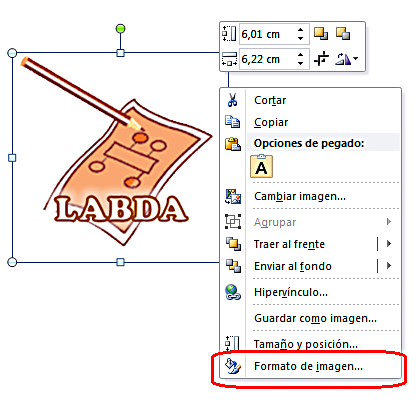 6,01 cm
6,22 cm
LABDA
Cortar
Copiar
Opciones de pegado:
A
Cambiar imagen...
Agrupar
Traer al frente
Enviar al fondo
Hipervínculo...
Guardar como imagen...
Tamaño y posición...
Formato de imagen...